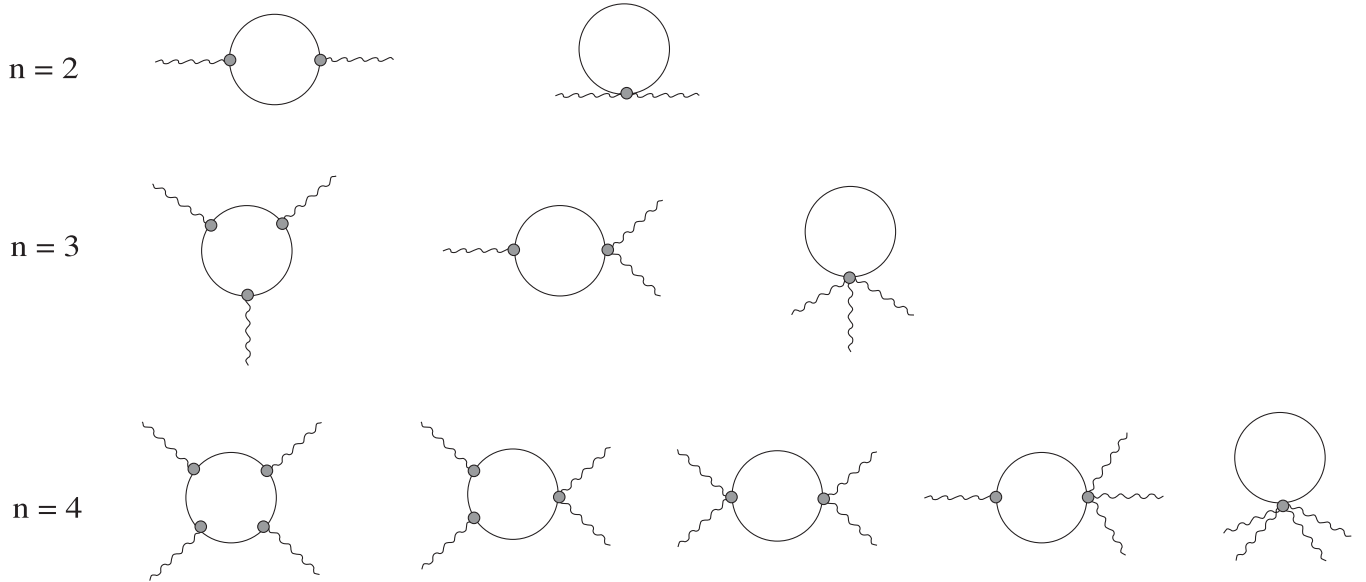 n = 2
n = 3
n = 4